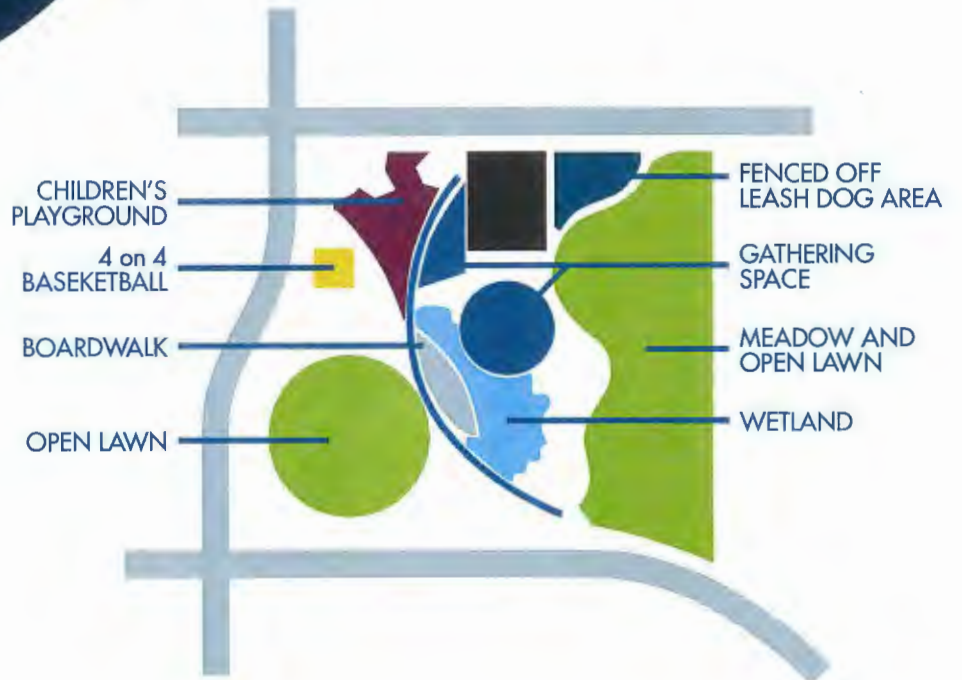 CHILDREN'S
PLAYGROUND
4 on 4
BASEKETBALL
BOARDWALK
OPEN LAWN
FENCED OFF
LEASH DOG AREA
GATHERING
SPACE
MEADOW AND
OPEN LAWN
WETLAND